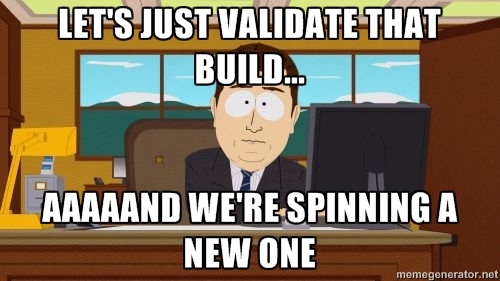 LET'S JUST VALIDATE THAT
BUILD...
AAAAAND WE'RE SPINNING A
NEW ONE
memegenerator.net